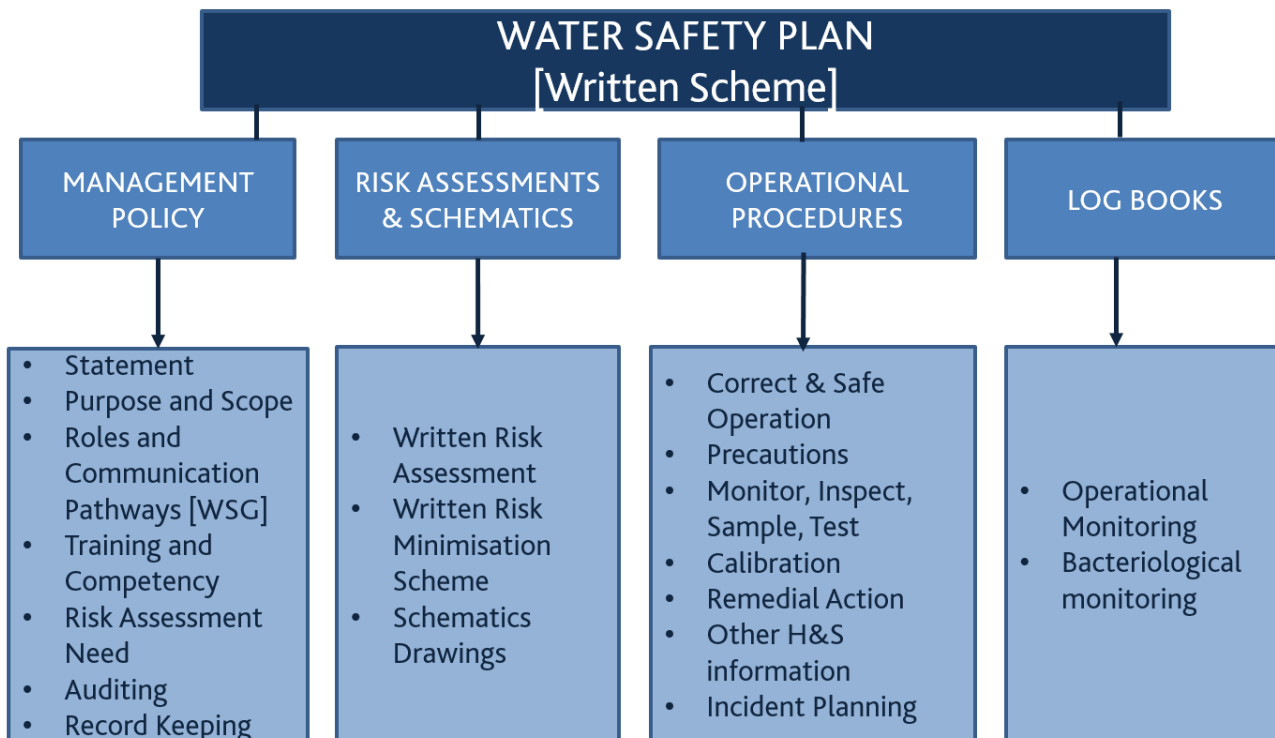 WATER SAFETY PLAN
[Written Scheme]
MANAGEMENT
POLICY
RISK ASSESSMENTS
& SCHEMATICS
OPERATIONAL
PROCEDURES
LOG BOOKS
• Statement
• Purpose and Scope
• Roles and
Communication
Pathways [WSG]
• Training and
Competency
• Risk Assessment
Need
• Auditing
• Record Keeping
• Written Risk
Assessment
• Written Risk
Minimisation
Scheme
• Schematics
Drawings
• Correct & Safe
Operation
• Precautions
• Monitor, Inspect,
Sample, Test
• Calibration
• Remedial Action
• Other H&S
information
• Incident Planning
• Operational
Monitoring
• Bacteriological
monitoring